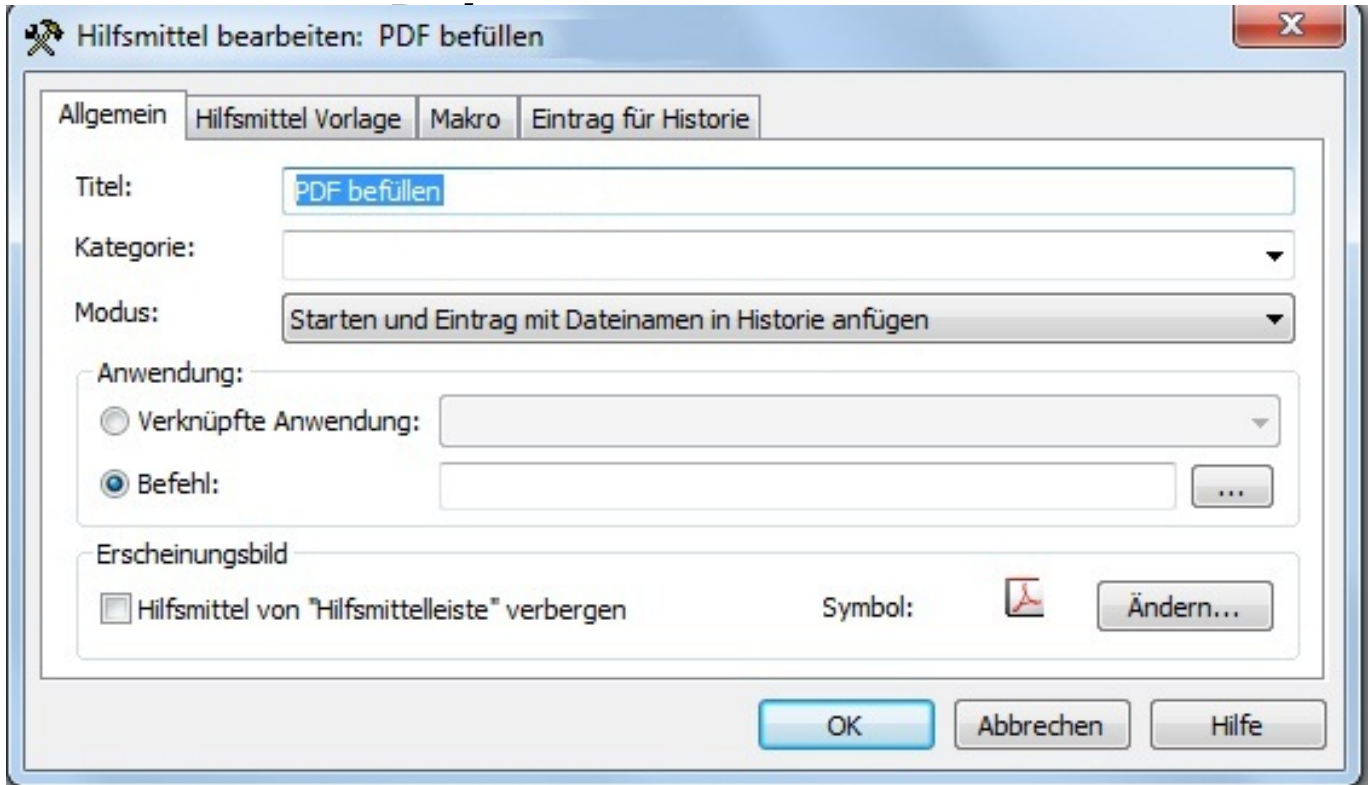 Hilfsmittel bearbeiten: PDF befüllen
Allgemein
Hilfsmittel Vorlage
Makro
Eintrag für Historie
Titel:
PDF befüllen
Kategorie:
Modus:
Starten und Eintrag mit Dateinamen in Historie anfügen
Anwendung:
Verknüpfte Anwendung:
Befehl:
...
Erscheinungsbild
Hilfsmittel von "Hilfsmittelleiste" verbergen
Symbol:
Ändern...
OK
Abbrechen
Hilfe